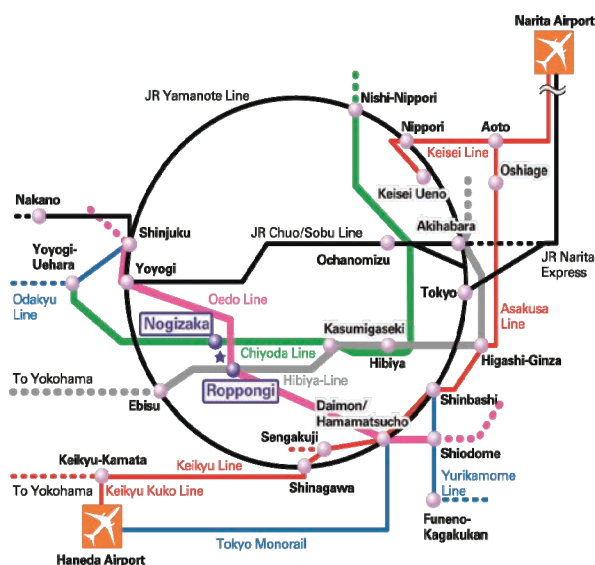 Narita Airport
JR Yamanote Line
Nishi-Nippori
Nippori
Aoto
Keisei Line
Oshiage
Keisei Ueno
Nakano
Akihabara
Shinjuku
JR Chuo/Sobu Line
Yoyogi-
Uehara
Ochanomizu
JR Narita
Express
Yoyogi
Tokyo
Odakyu
Line
Oedo Line
Asakusa
Line
Nogizaka
Kasumigaseki
Chiyoda Line
Hibiya
Higashi-Ginza
Roppongi
Hibiya-Line
To Yokohama
Ebisu
Shinbashi
Daimon/
Hamamatsucho
Sengakuji
Shiodome
Keikyu-Kamata
Keikyu Line
Shinagawa
Yurikamome
Line
To Yokohama
Keikyu Kuko Line
Funeno-
Kagakukan
Haneda Airport
Tokyo Monorail